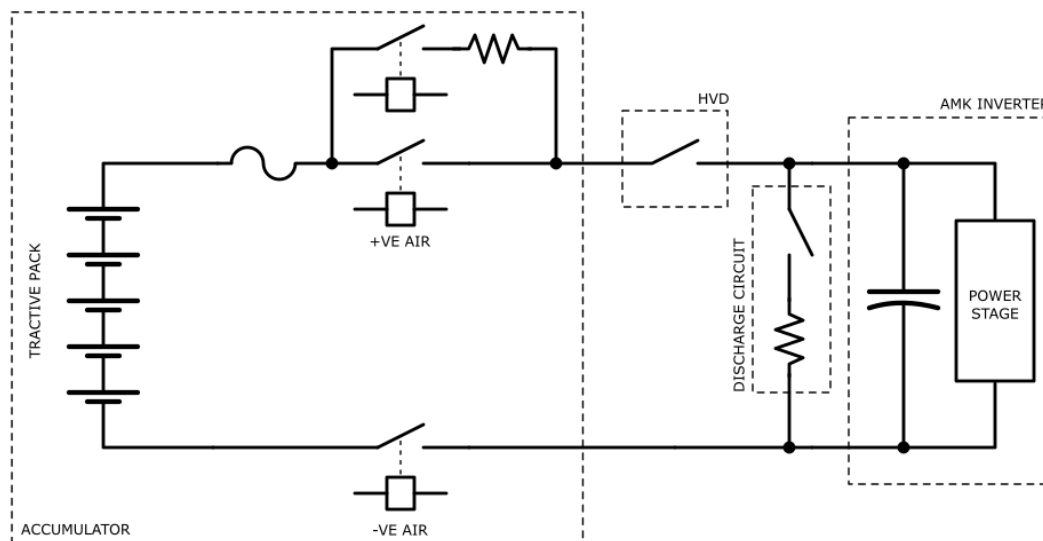 HVD
AMK INVERTER
+VE AIR
TRACTIVE PACK
DISCHARGE CIRCUIT
POWER
STAGE
-VE AIR
ACCUMULATOR